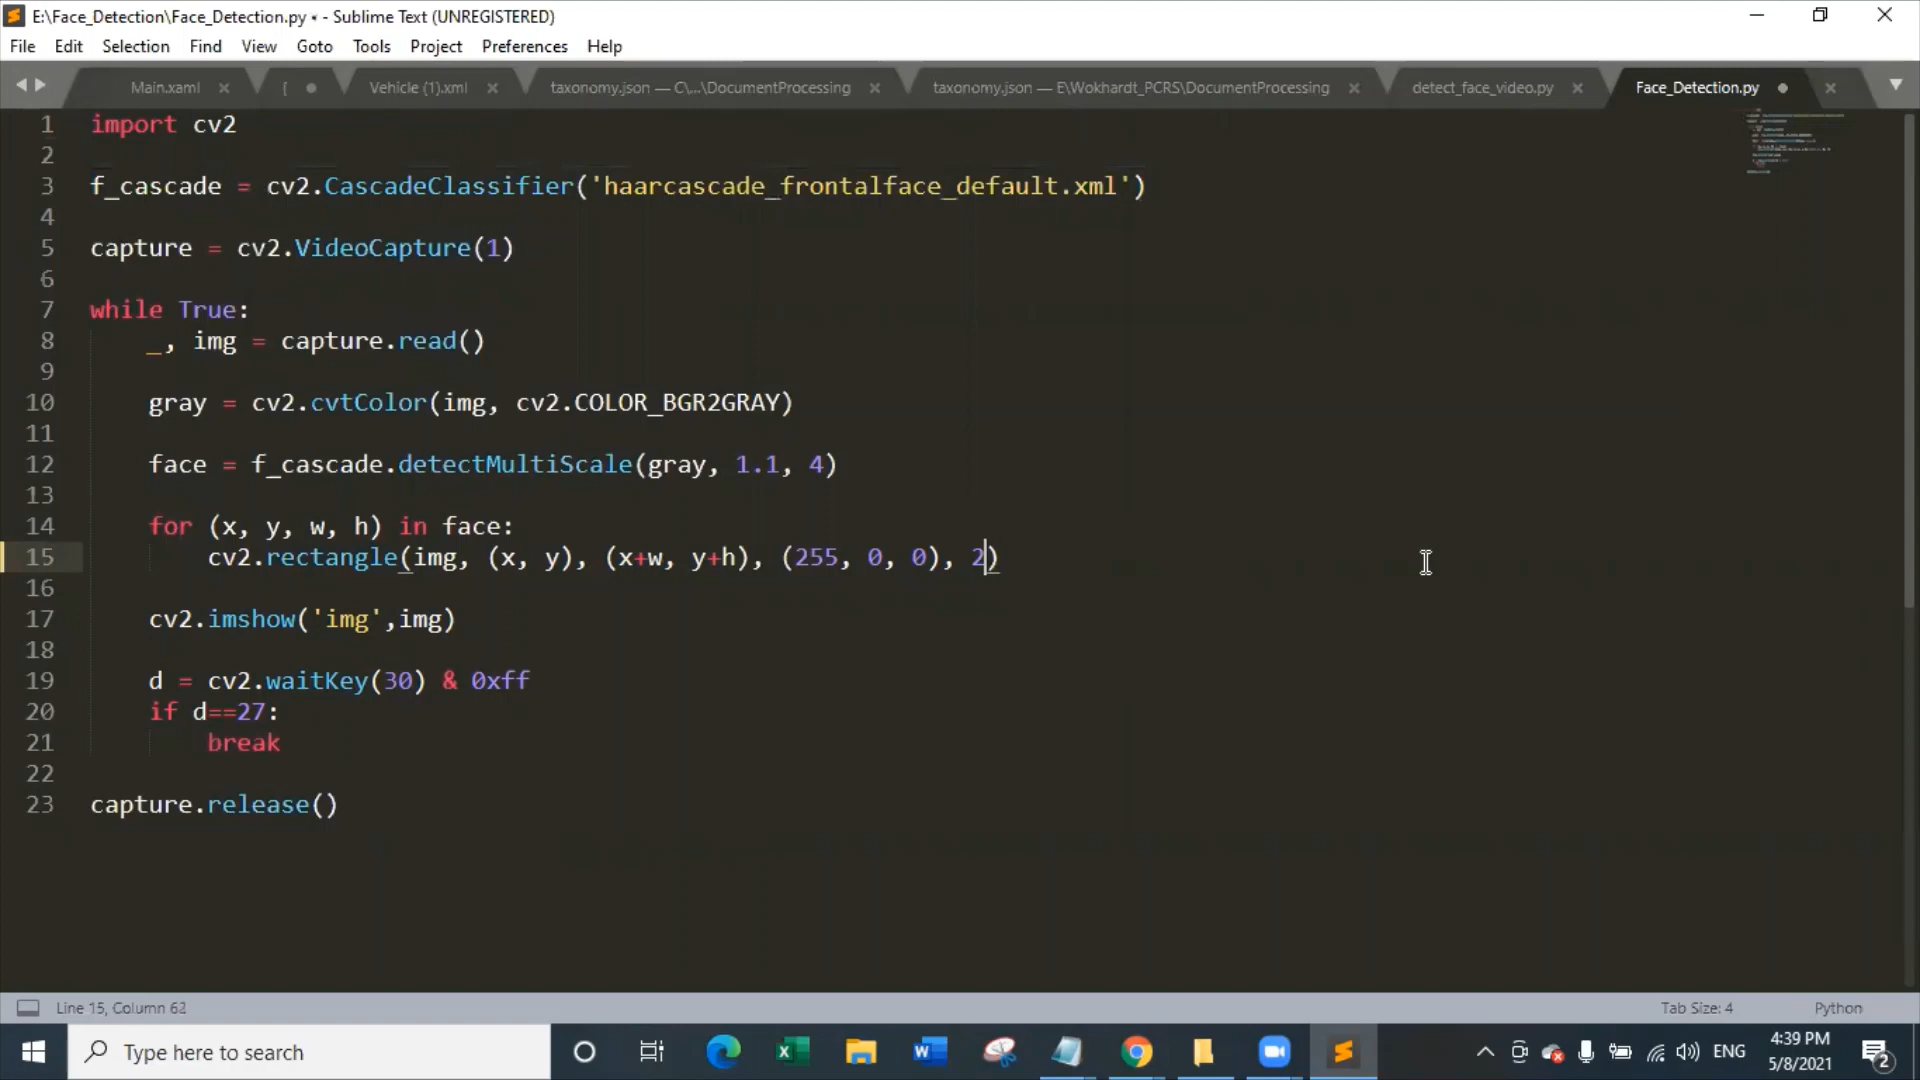 E:\Face_Detection\Face_Detection.py • - Sublime Text (UNREGISTERED)
File Edit Selection Find View Goto Tools Project Preferences Help
Main.xaml { Vehicle (1).xml taxonomy.json — C\...\DocumentProcessing taxonomy.json — E\Wokhardt_PCRS\DocumentProcessing detect_face_video.py Face_Detection.py
1 import cv2
2
3 f_cascade = cv2.CascadeClassifier('haarcascade_frontalface_default.xml')
4
5 capture = cv2.VideoCapture(1)
6
7 while True:
8 _, img = capture.read()
9
10 gray = cv2.cvtColor(img, cv2.COLOR_BGR2GRAY)
11
12 face = f_cascade.detectMultiScale(gray, 1.1, 4)
13
14 for (x, y, w, h) in face:
15 cv2.rectangle(img, (x, y), (x+w, y+h), (255, 0, 0), 2)
16
17 cv2.imshow('img',img)
18
19 d = cv2.waitKey(30) & 0xff
20 if d==27:
21 break
22
23 capture.release()
Line 15, Column 62 Tab Size: 4 Python
Type here to search ENG 4:39 PM
5/8/2021 2